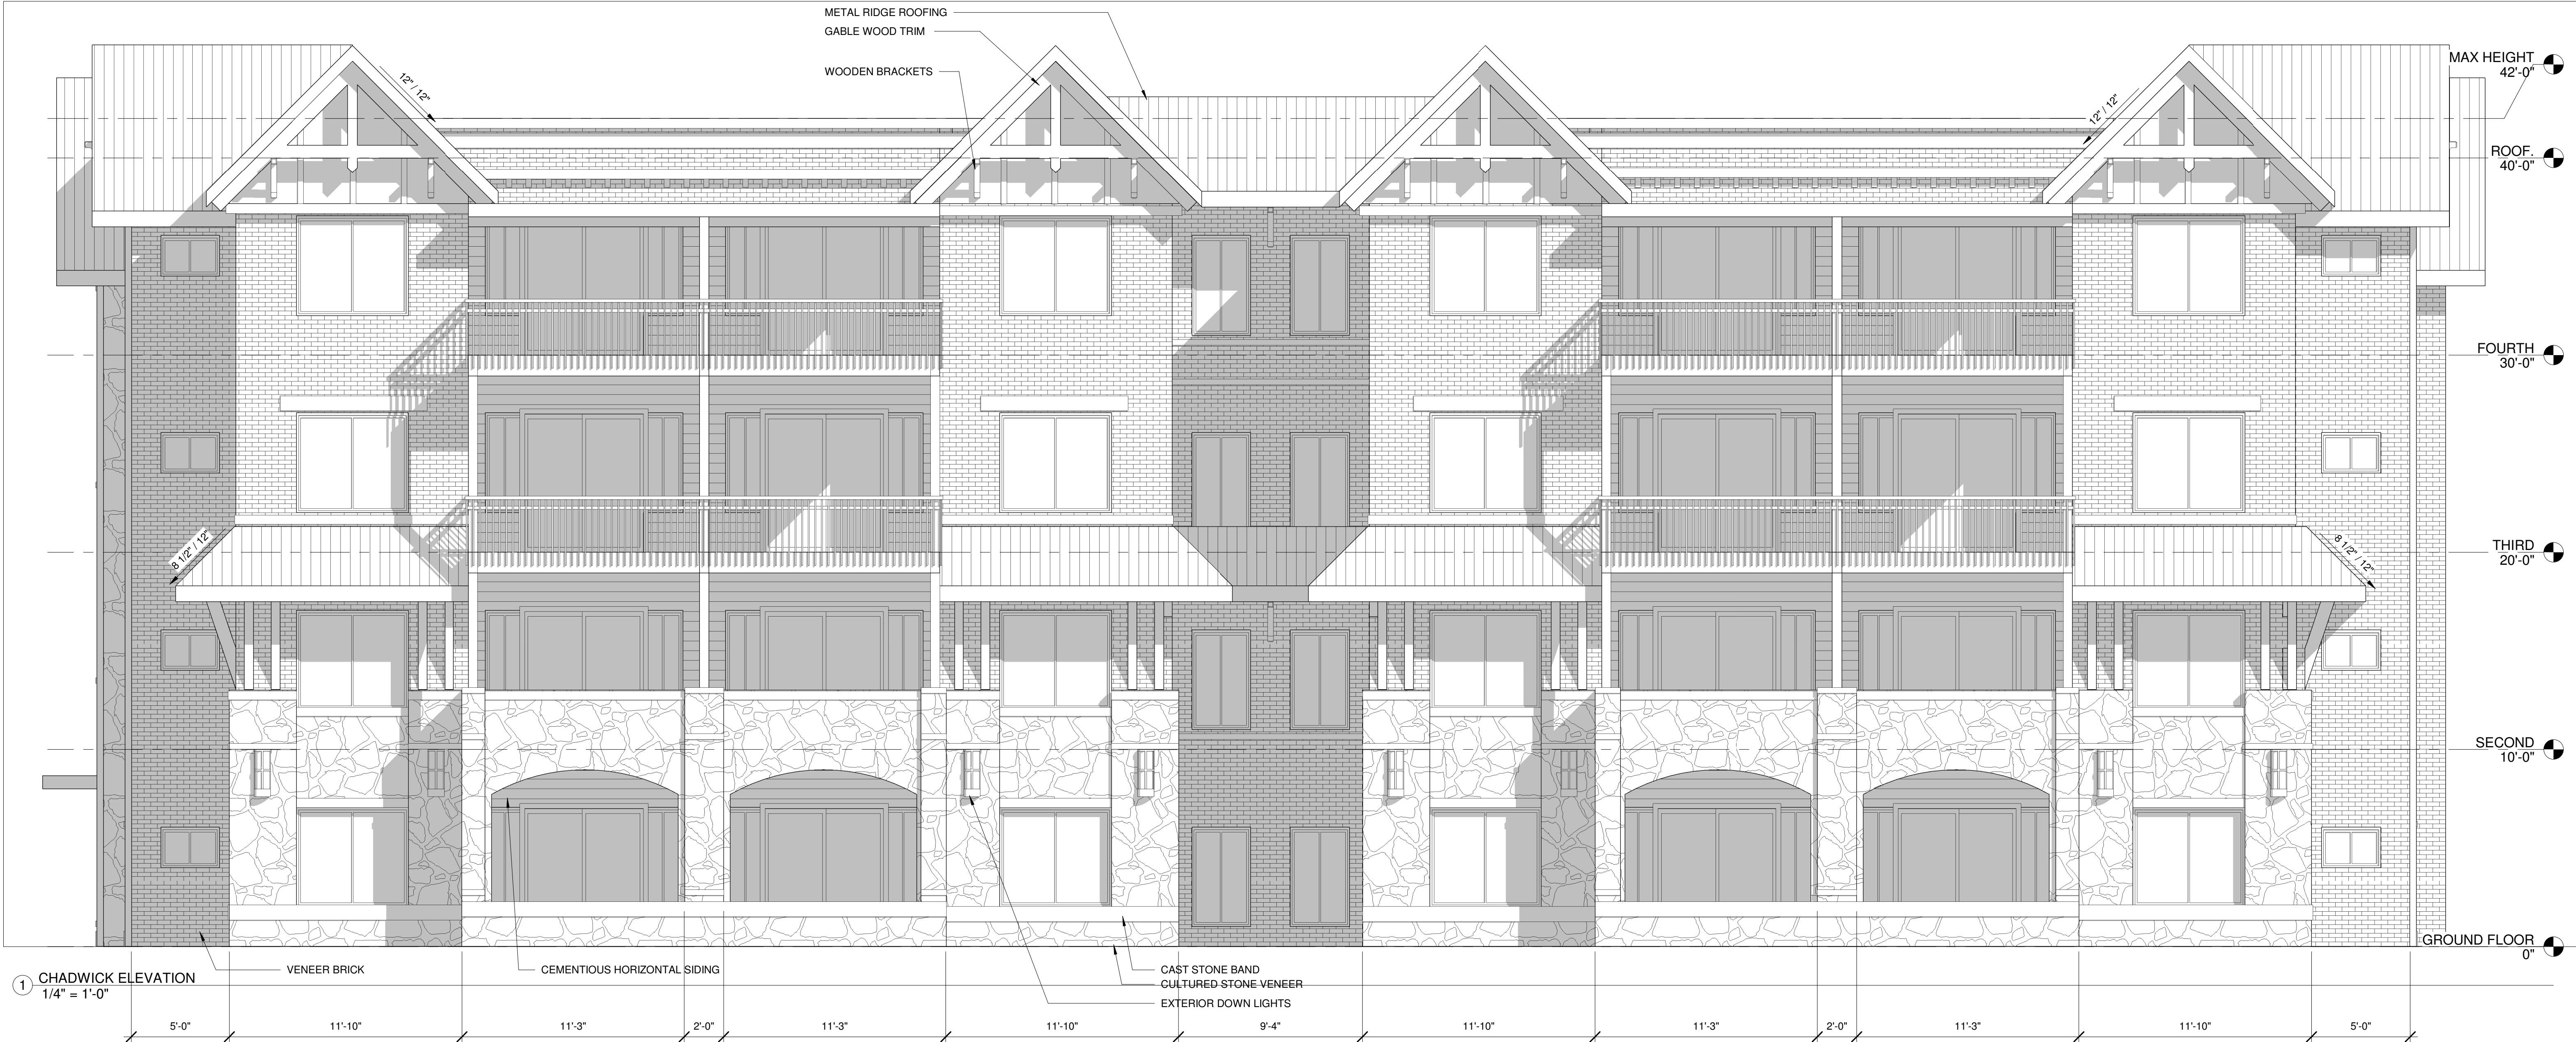 METAL RIDGE ROOFING
GABLE WOOD TRIM
WOODEN BRACKETS
12" / 12"
12" / 12"
MAX HEIGHT
42'-0"
ROOF.
40'-0"
FOURTH
30'-0"
8 1/2" / 12"
8 1/2" / 12"
THIRD
20'-0"
SECOND
10'-0"
GROUND FLOOR
0"
VENEER BRICK
CEMENTIOUS HORIZONTAL SIDING
CAST STONE BAND
CULTURED STONE VENEER
EXTERIOR DOWN LIGHTS
1 CHADWICK ELEVATION
1/4" = 1'-0"
5'-0" 11'-10" 11'-3" 2'-0" 11'-3" 11'-10" 9'-4" 11'-10" 11'-3" 2'-0" 11'-3" 11'-10" 5'-0"